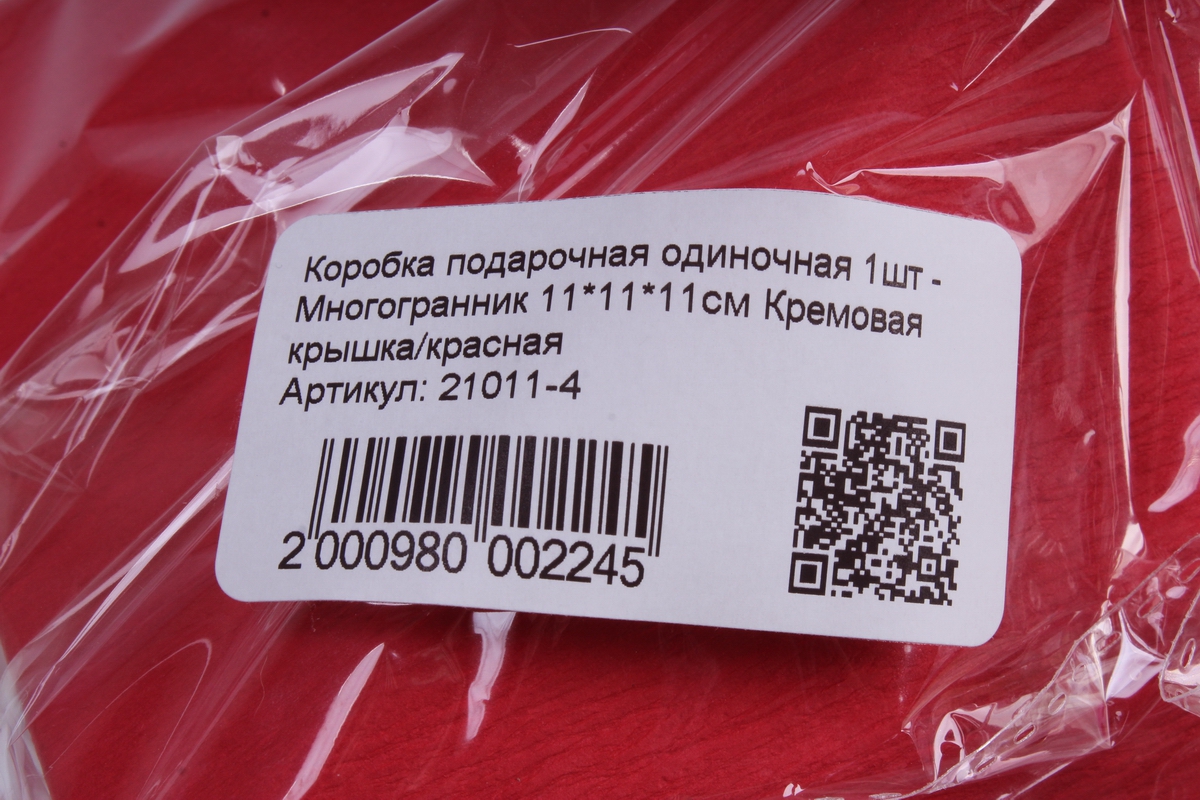 Коробка подарочная одиночная 1шт -
Многогранник 11*11*11см Кремовая
крышка/красная
Артикул: 21011-4
2 000980 002245